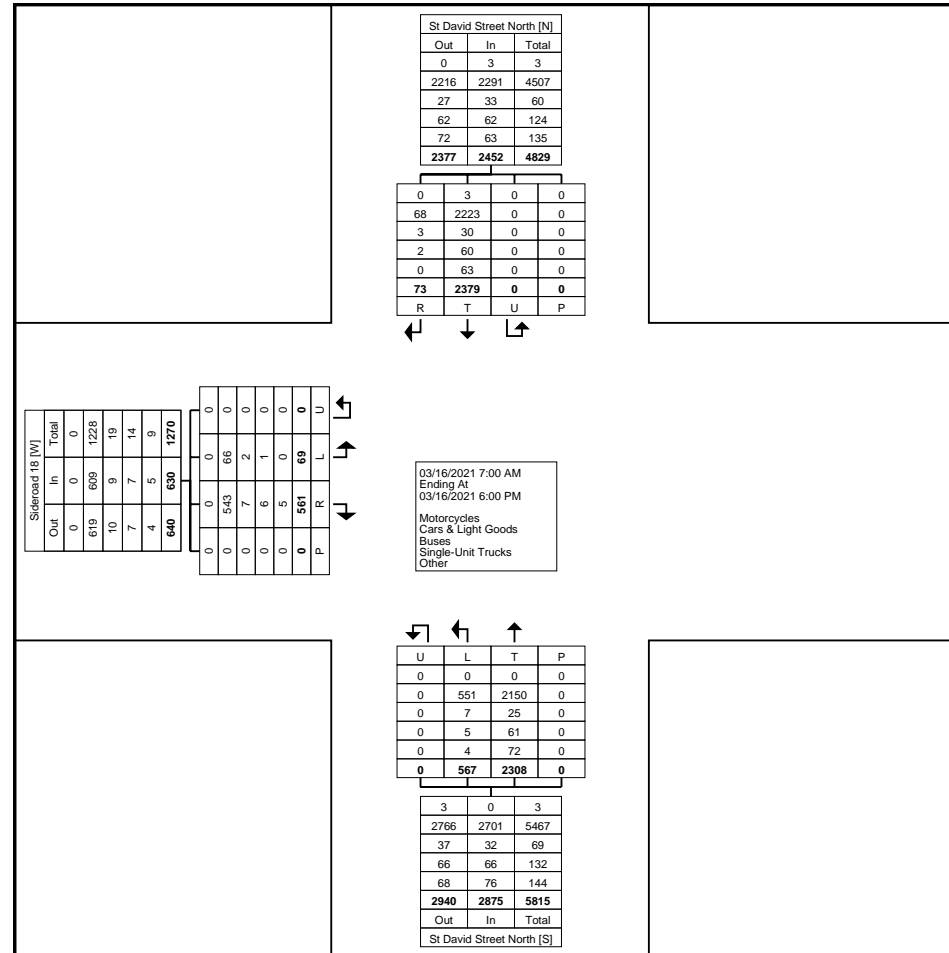 St David Street North [N]
Out In Total
0 3 3
2216 2291 4507
27 33 60
62 62 124
72 63 135
2377 2452 4829
0 3 0 0
68 2223 0 0
3 30 0 0
2 60 0 0
0 63 0 0
73 2379 0 0
R T U P
Sideroad 18 [W]
Out In Total
0 0 0
619 609 1228
10 9 19
7 7 14
4 5 9
640 630 1270
0 0 0 0
0 543 66 0
0 7 2 0
0 6 1 0
0 5 0 0
0 561 69 0
P R L U
03/16/2021 7:00 AM
Ending At
03/16/2021 6:00 PM
Motorcycles
Cars & Light Goods
Buses
Single-Unit Trucks
Other
U L T P
0 0 0 0
0 551 2150 0
0 7 25 0
0 5 61 0
0 4 72 0
0 567 2308 0
3 0 3
2766 2701 5467
37 32 69
66 66 132
68 76 144
2940 2875 5815
Out In Total
St David Street North [S]